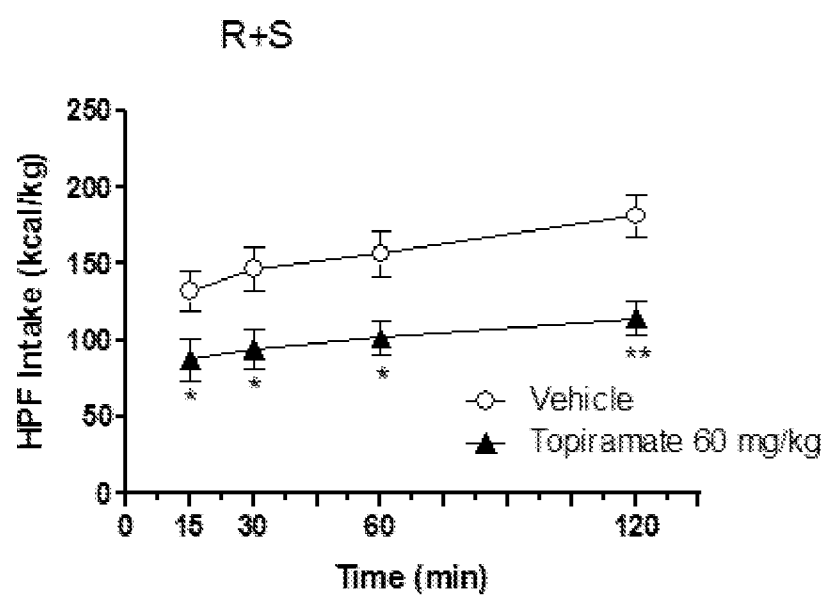 R+S
250
200
150
100
50
0
HPF Intake (kcal/kg)
* * * **
Vehicle
Topiramate 60 mg/kg
0 15 30 60 120
Time (min)